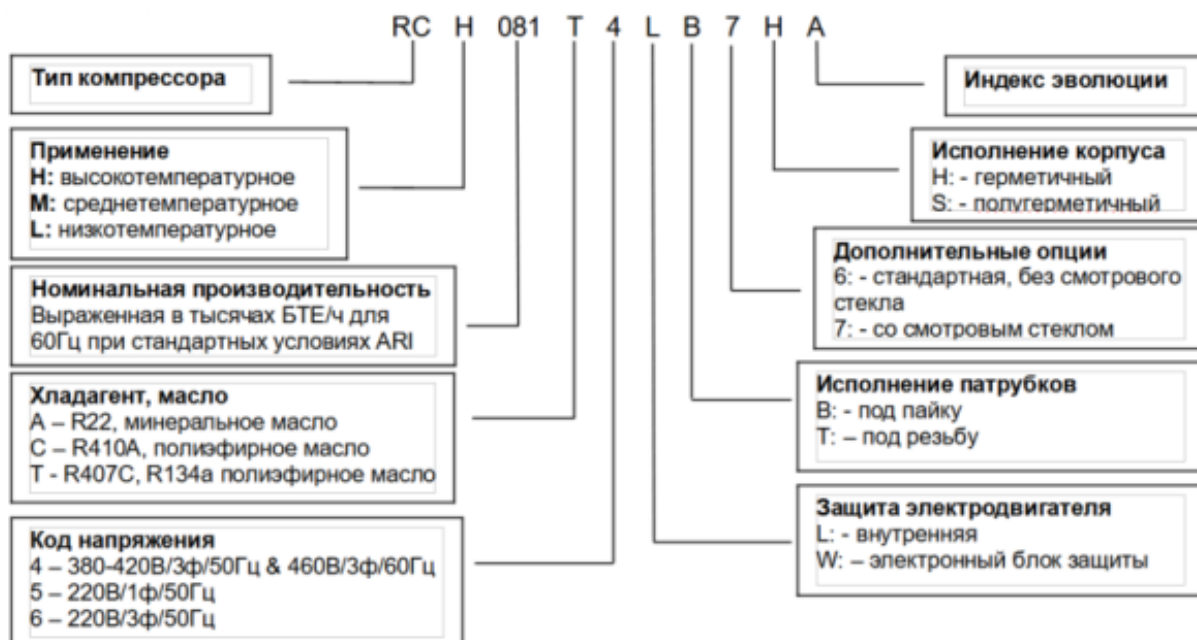 RC H 081 T 4 L B 7 H A
Тип компрессора
Применение
H: высокотемпературное
M: среднетемпературное
L: низкотемпературное
Номинальная производительность
Выраженная в тысячах БТЕ/ч для
60Гц при стандартных условиях ARI
Хладагент, масло
A – R22, минеральное масло
C – R410A, полиэфирное масло
T - R407C, R134a полиэфирное масло
Код напряжения
4 – 380-420В/3ф/50Гц & 460В/3ф/60Гц
5 – 220В/1ф/50Гц
6 – 220В/3ф/50Гц
Индекс эволюции
Исполнение корпуса
H: - герметичный
S: - полугерметичный
Дополнительные опции
6: - стандартная, без смотрового
стекла
7: - со смотровым стеклом
Исполнение патрубков
B: - под пайку
T: – под резьбу
Защита электродвигателя
L: - внутренняя
W: – электронный блок защиты